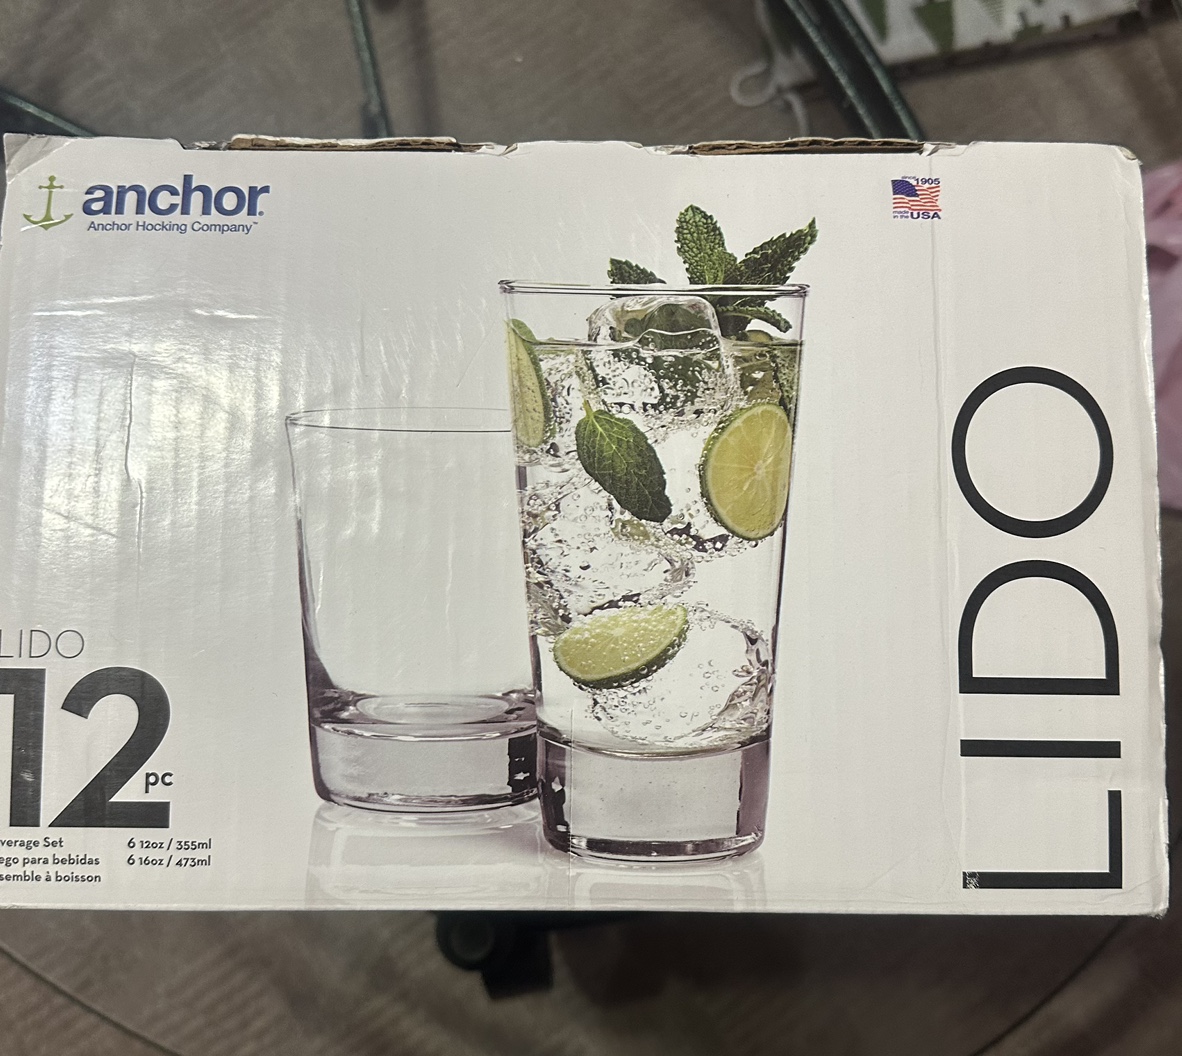 anchor®
Anchor Hocking Company™
since 1905
made in the USA
LIDO
LIDO
12
pc
verage Set
ego para bebidas
semble à boisson
6 12oz / 355ml
6 16oz / 473ml